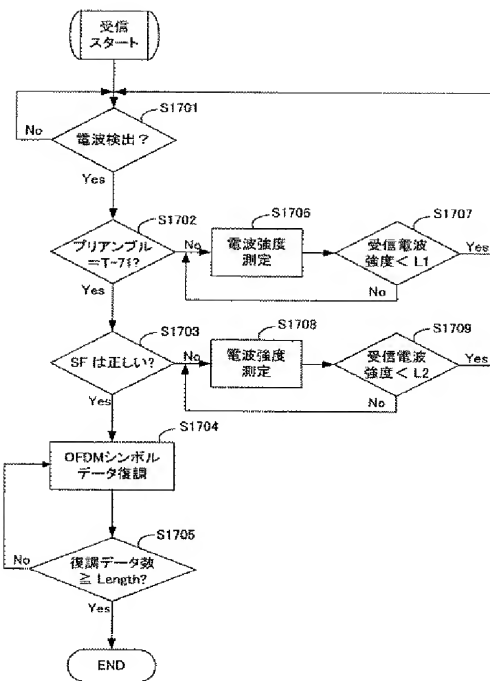 受信
スタート
S1701
電波検出?
No
Yes
S1702
プリアンブル
No
Yes
S1706
電波強度
測定
S1707
受信電波
強度 < L1
Yes
No
S1703
SF は正しい?
No
Yes
S1708
電波強度
測定
S1709
受信電波
強度 < L2
Yes
No
S1704
OFDMシンボル
データ復調
S1705
復調データ数
≧ Length?
No
Yes
END